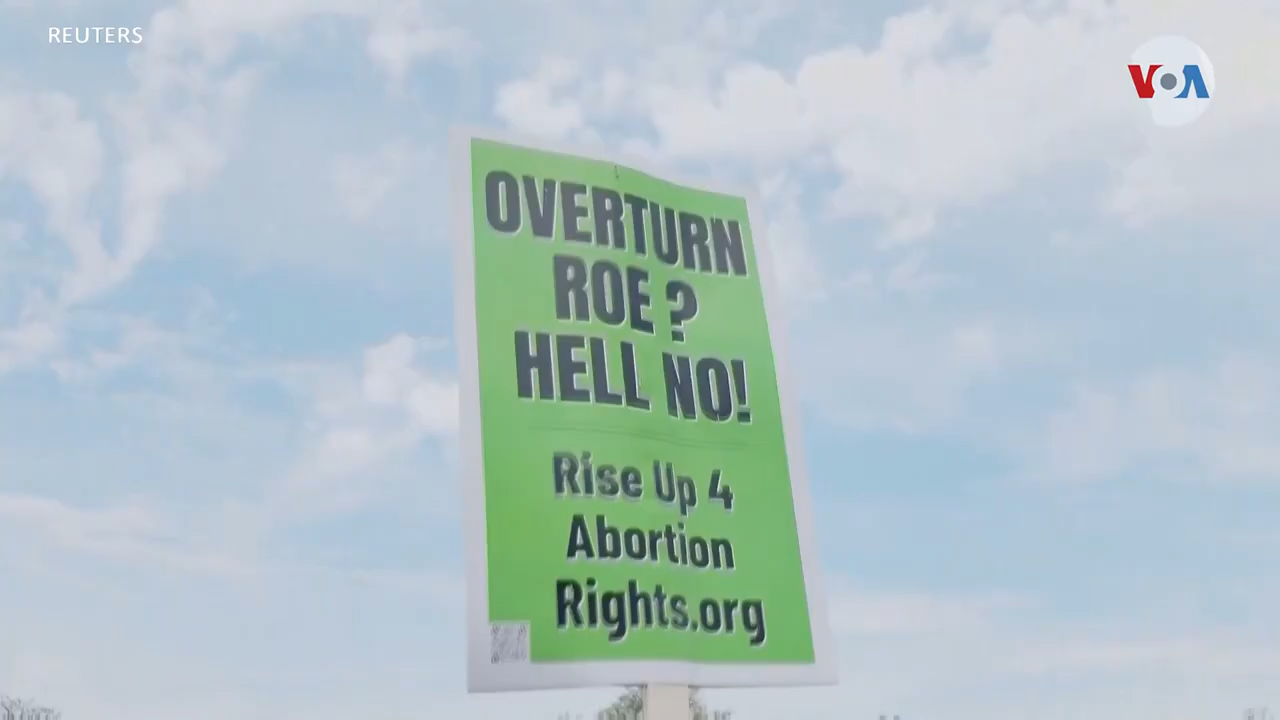 REUTERS
VOA
OVERTURN
ROE ?
HELL NO!
Rise Up 4
Abortion
Rights.org